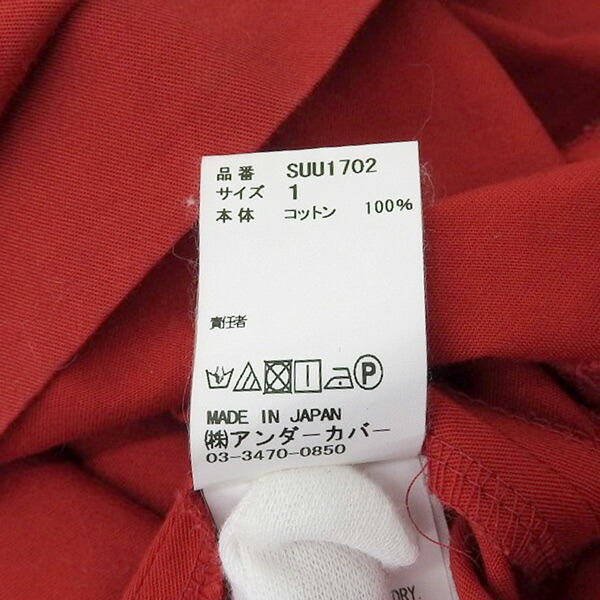 品番 SUU1702
サイズ 1
本体 コットン 100%
責任者
P
MADE IN JAPAN
㈱アンダーカバー
03-3470-0850
DRY.